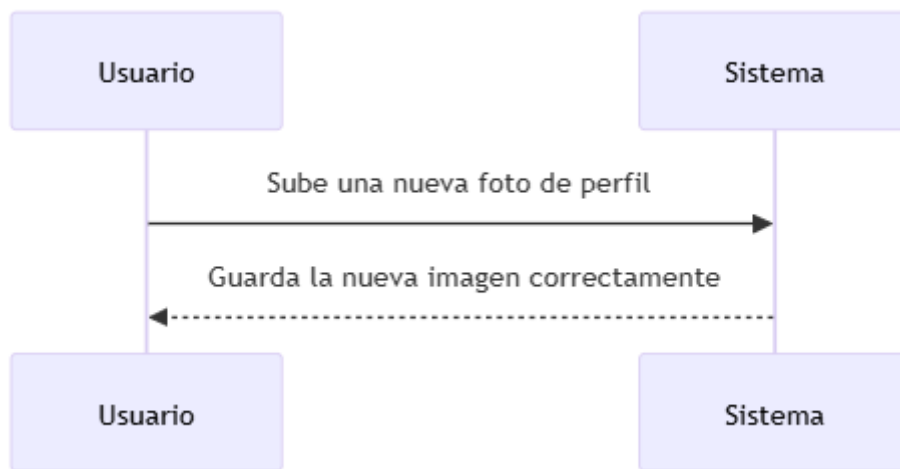 Usuario
Sistema
Sube una nueva foto de perfil
Guarda la nueva imagen correctamente
Usuario
Sistema